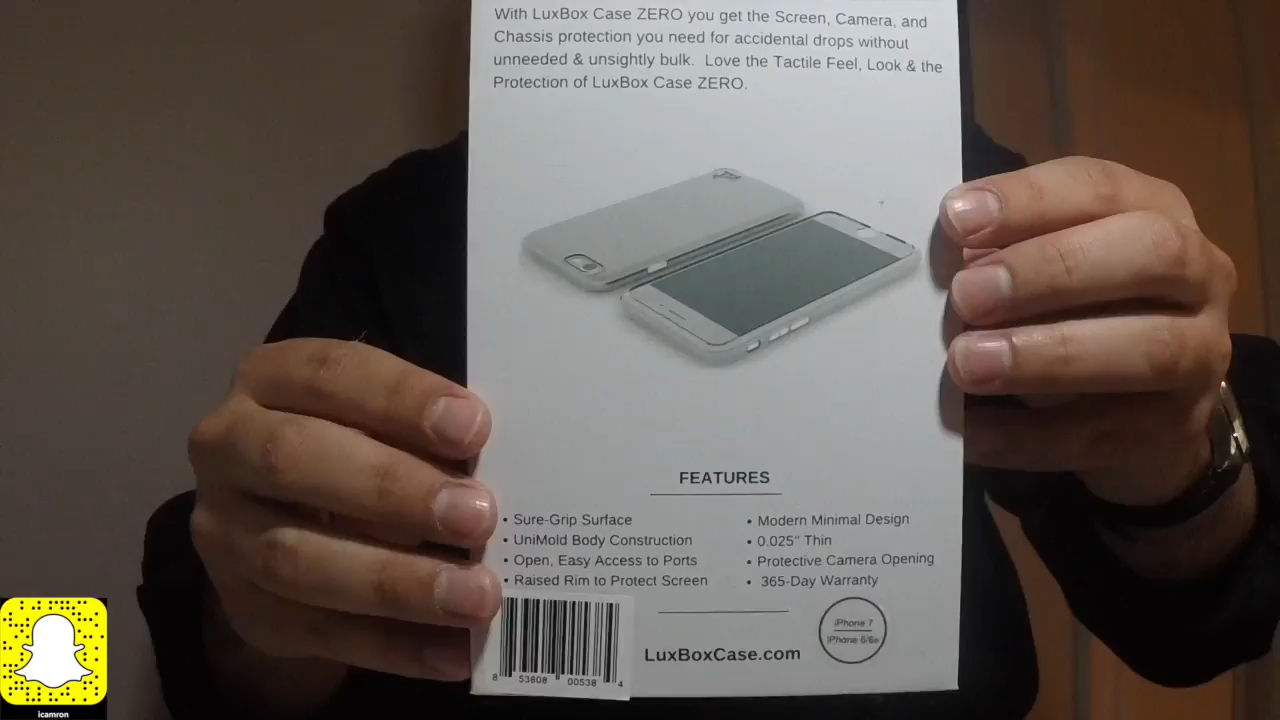 With LuxBox Case ZERO you get the Screen, Camera, and
Chassis protection you need for accidental drops without
unneeded & unsightly bulk. Love the Tactile Feel, Look & the
Protection of LuxBox Case ZERO.
FEATURES
• Sure-Grip Surface
• UniMold Body Construction
• Open, Easy Access to Ports
• Raised Rim to Protect Screen
• Modern Minimal Design
• 0.025" Thin
• Protective Camera Opening
• 365-Day Warranty
8 53808 00538 4
LuxBoxCase.com
iPhone 7
iPhone 6/6s
icamron